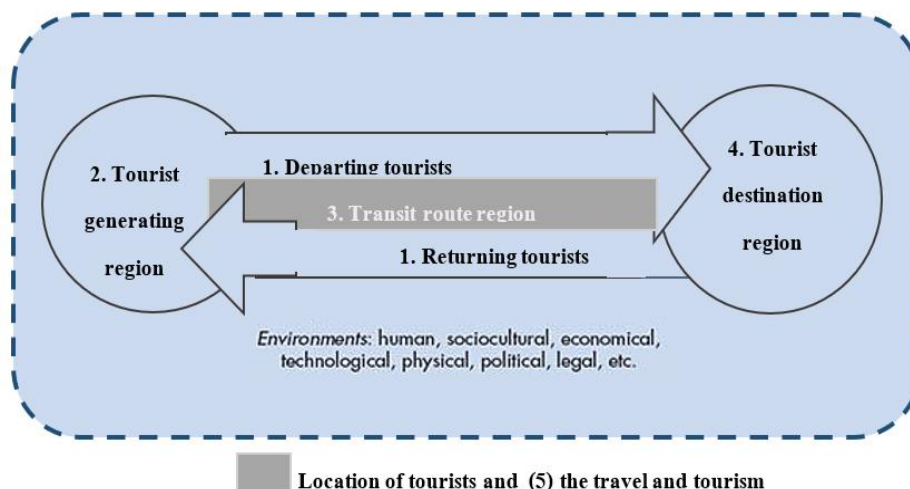 1. Departing tourists
2. Tourist
generating
region
3. Transit route region
4. Tourist
destination
region
1. Returning tourists
Environments: human, sociocultural, economical,
technological, physical, political, legal, etc.
Location of tourists and (5) the travel and tourism